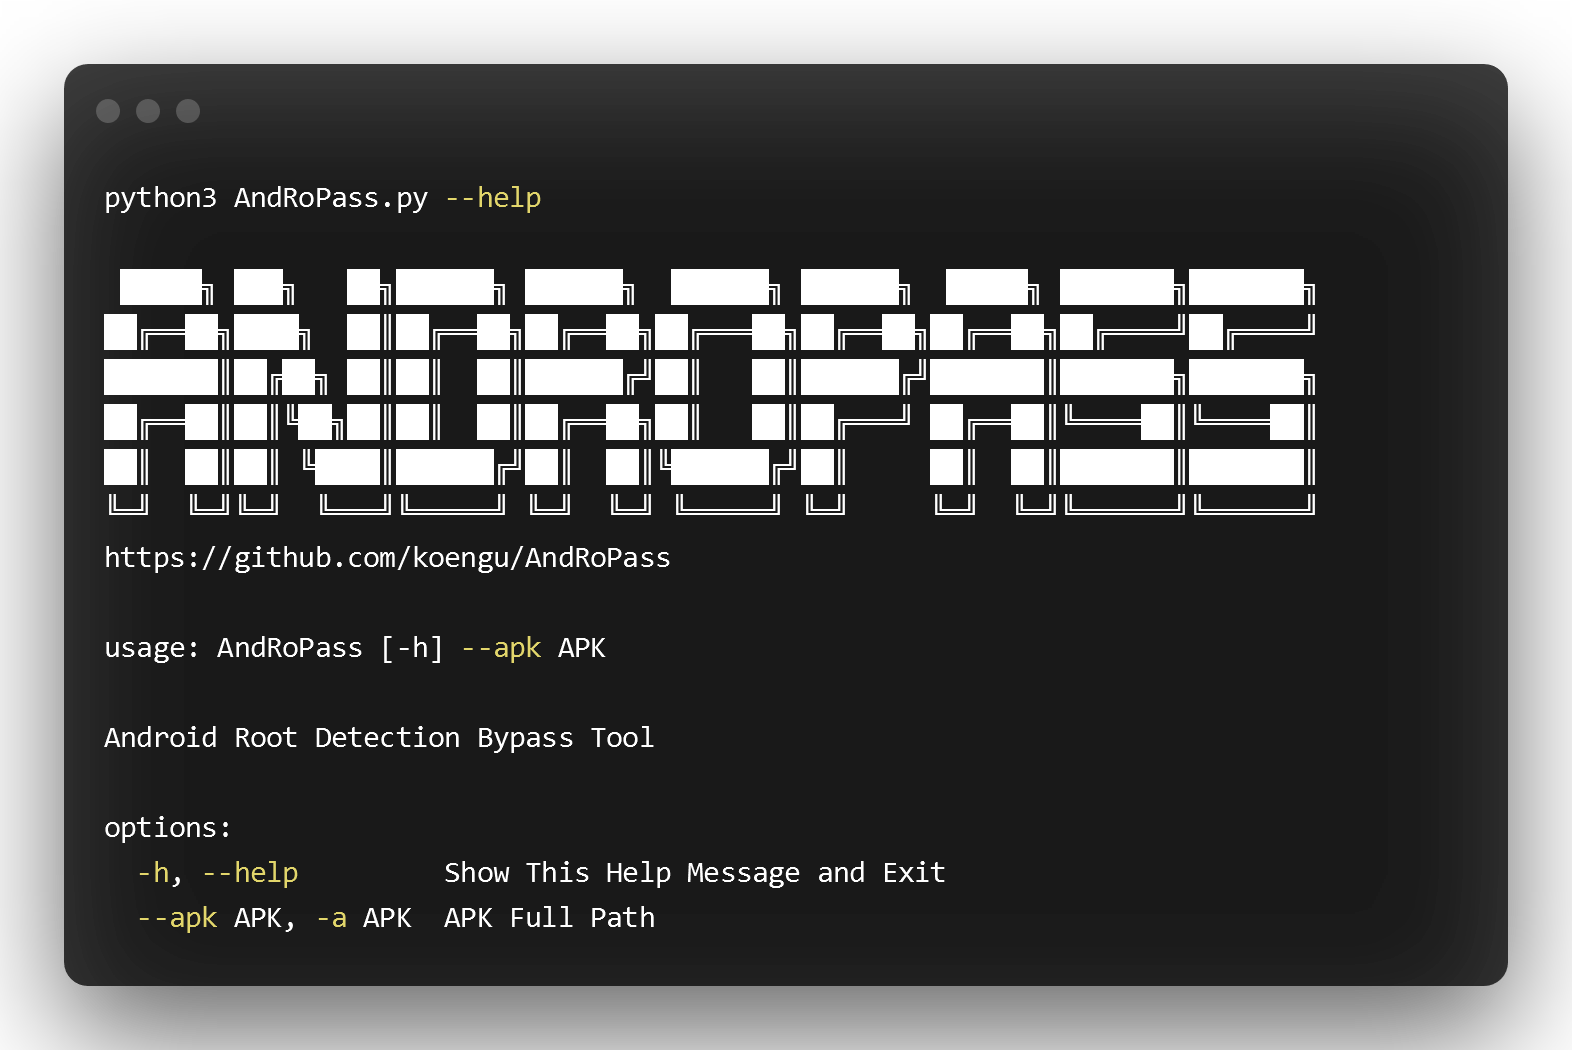 python3 AndRoPass.py --help
ANDROPASS
https://github.com/koengu/AndRoPass
usage: AndRoPass [-h] --apk APK
Android Root Detection Bypass Tool
options:
-h, --help Show This Help Message and Exit
--apk APK, -a APK APK Full Path